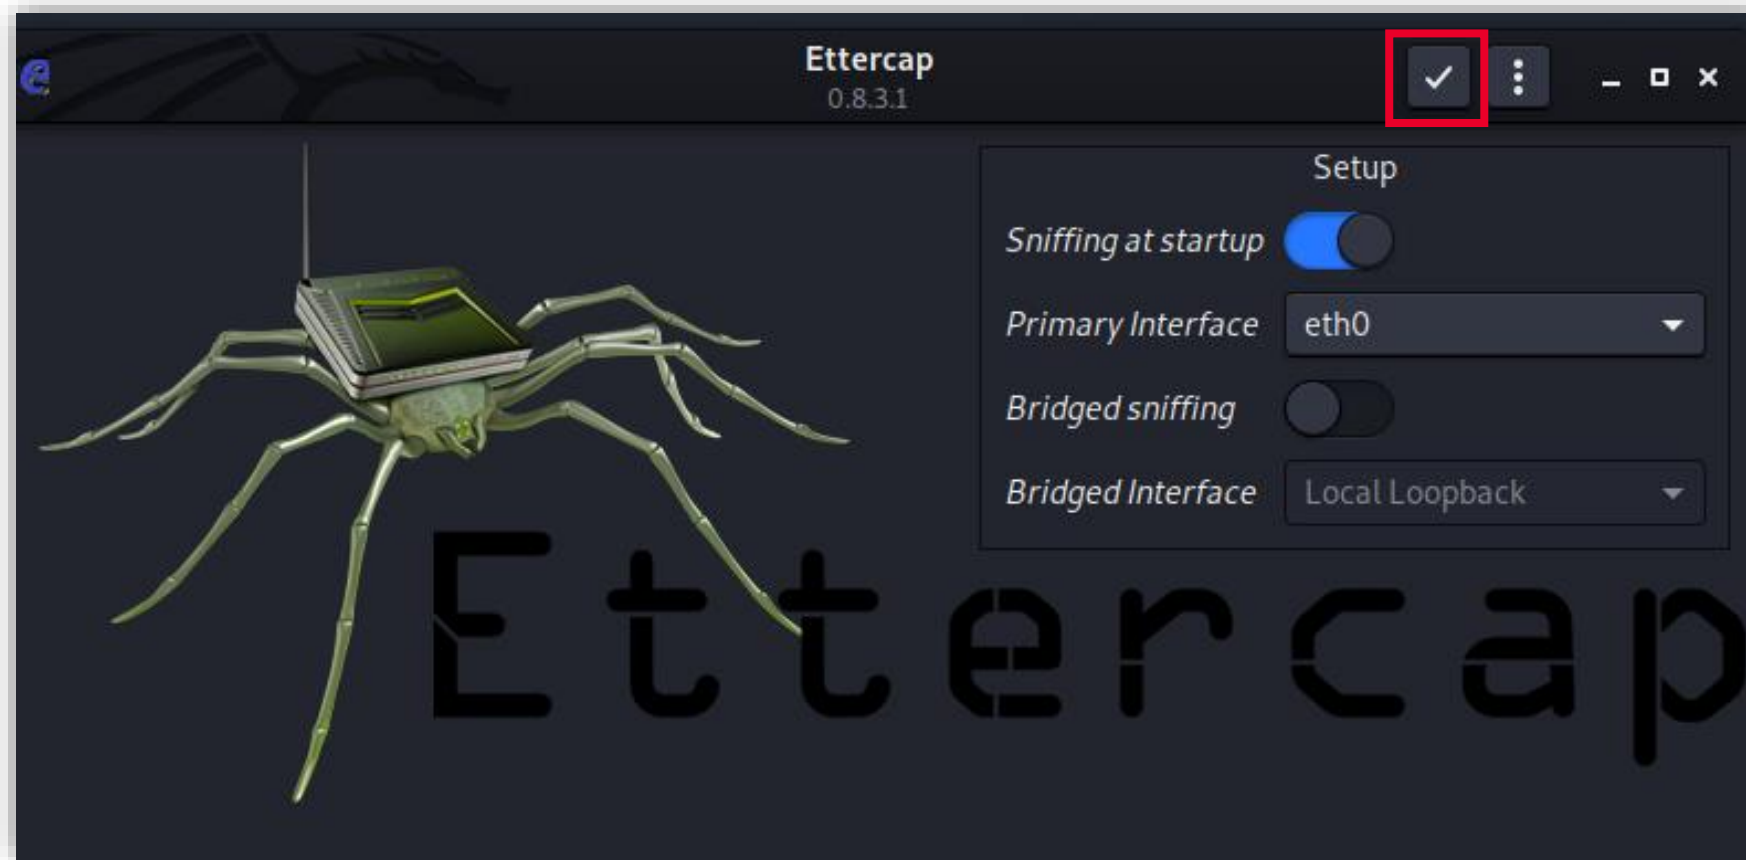 Ettercap
0.8.3.1
Setup
Sniffing at startup
Primary Interface eth0
Bridged sniffing
Bridged Interface Local Loopback
Ettercap